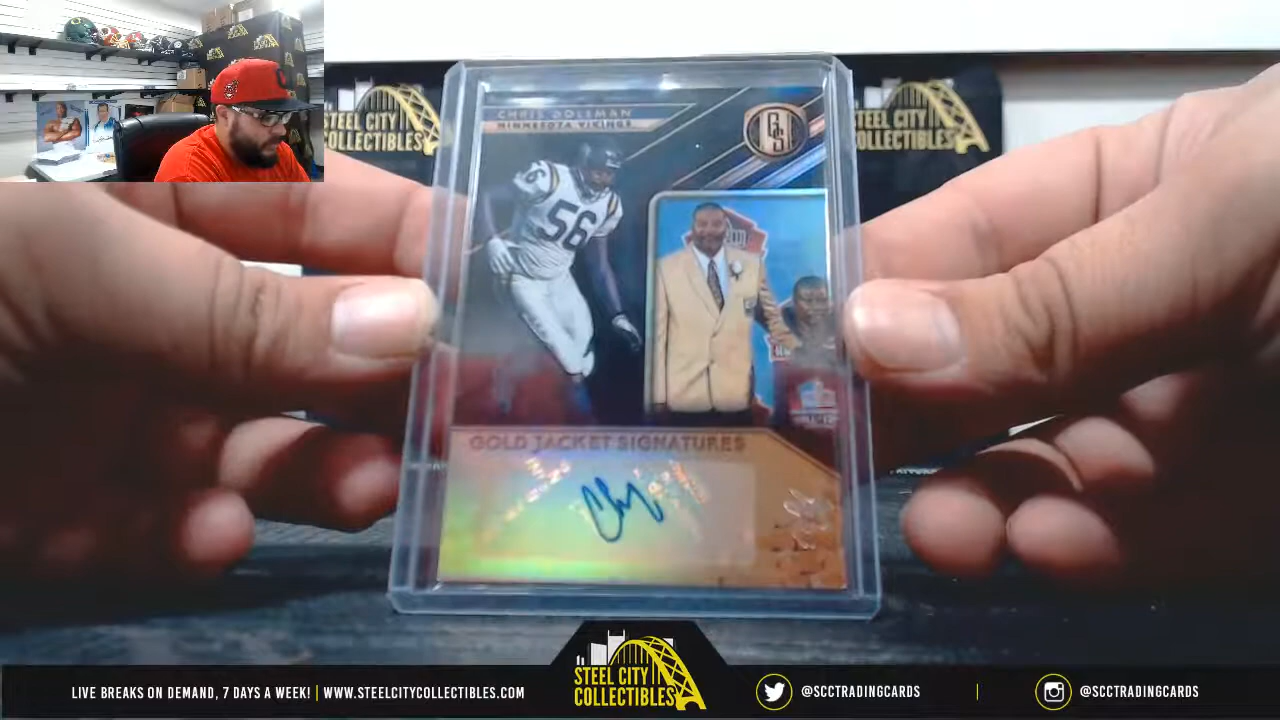 STEEL CITY
COLLECTIBLES
STEEL CITY
COLLECTIBLES
CHRIS DOLEMAN
MINNESOTA VIKINGS
GS
56
GOLD JACKET SIGNATURES
LIVE BREAKS ON DEMAND, 7 DAYS A WEEK! | WWW.STEELCITYCOLLECTIBLES.COM
STEEL CITY
COLLECTIBLES
@SCCTRADINGCARDS
@SCCTRADINGCARDS